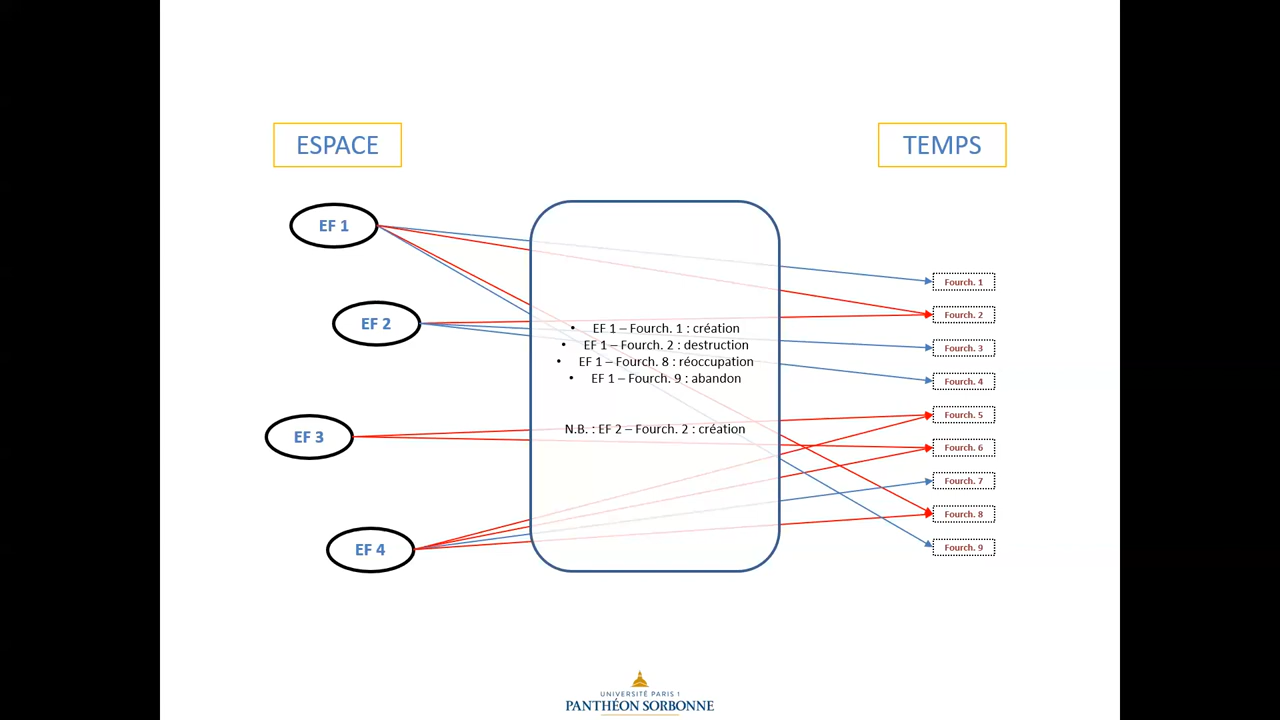 ESPACE
TEMPS
EF 1
EF 2
EF 3
EF 4
• EF 1 – Fourch. 1 : création
• EF 1 – Fourch. 2 : destruction
• EF 1 – Fourch. 8 : réoccupation
• EF 1 – Fourch. 9 : abandon
N.B. : EF 2 – Fourch. 2 : création
Fourch. 1
Fourch. 2
Fourch. 3
Fourch. 4
Fourch. 5
Fourch. 6
Fourch. 7
Fourch. 8
Fourch. 9
UNIVERSITÉ PARIS 1
PANTHÉON SORBONNE